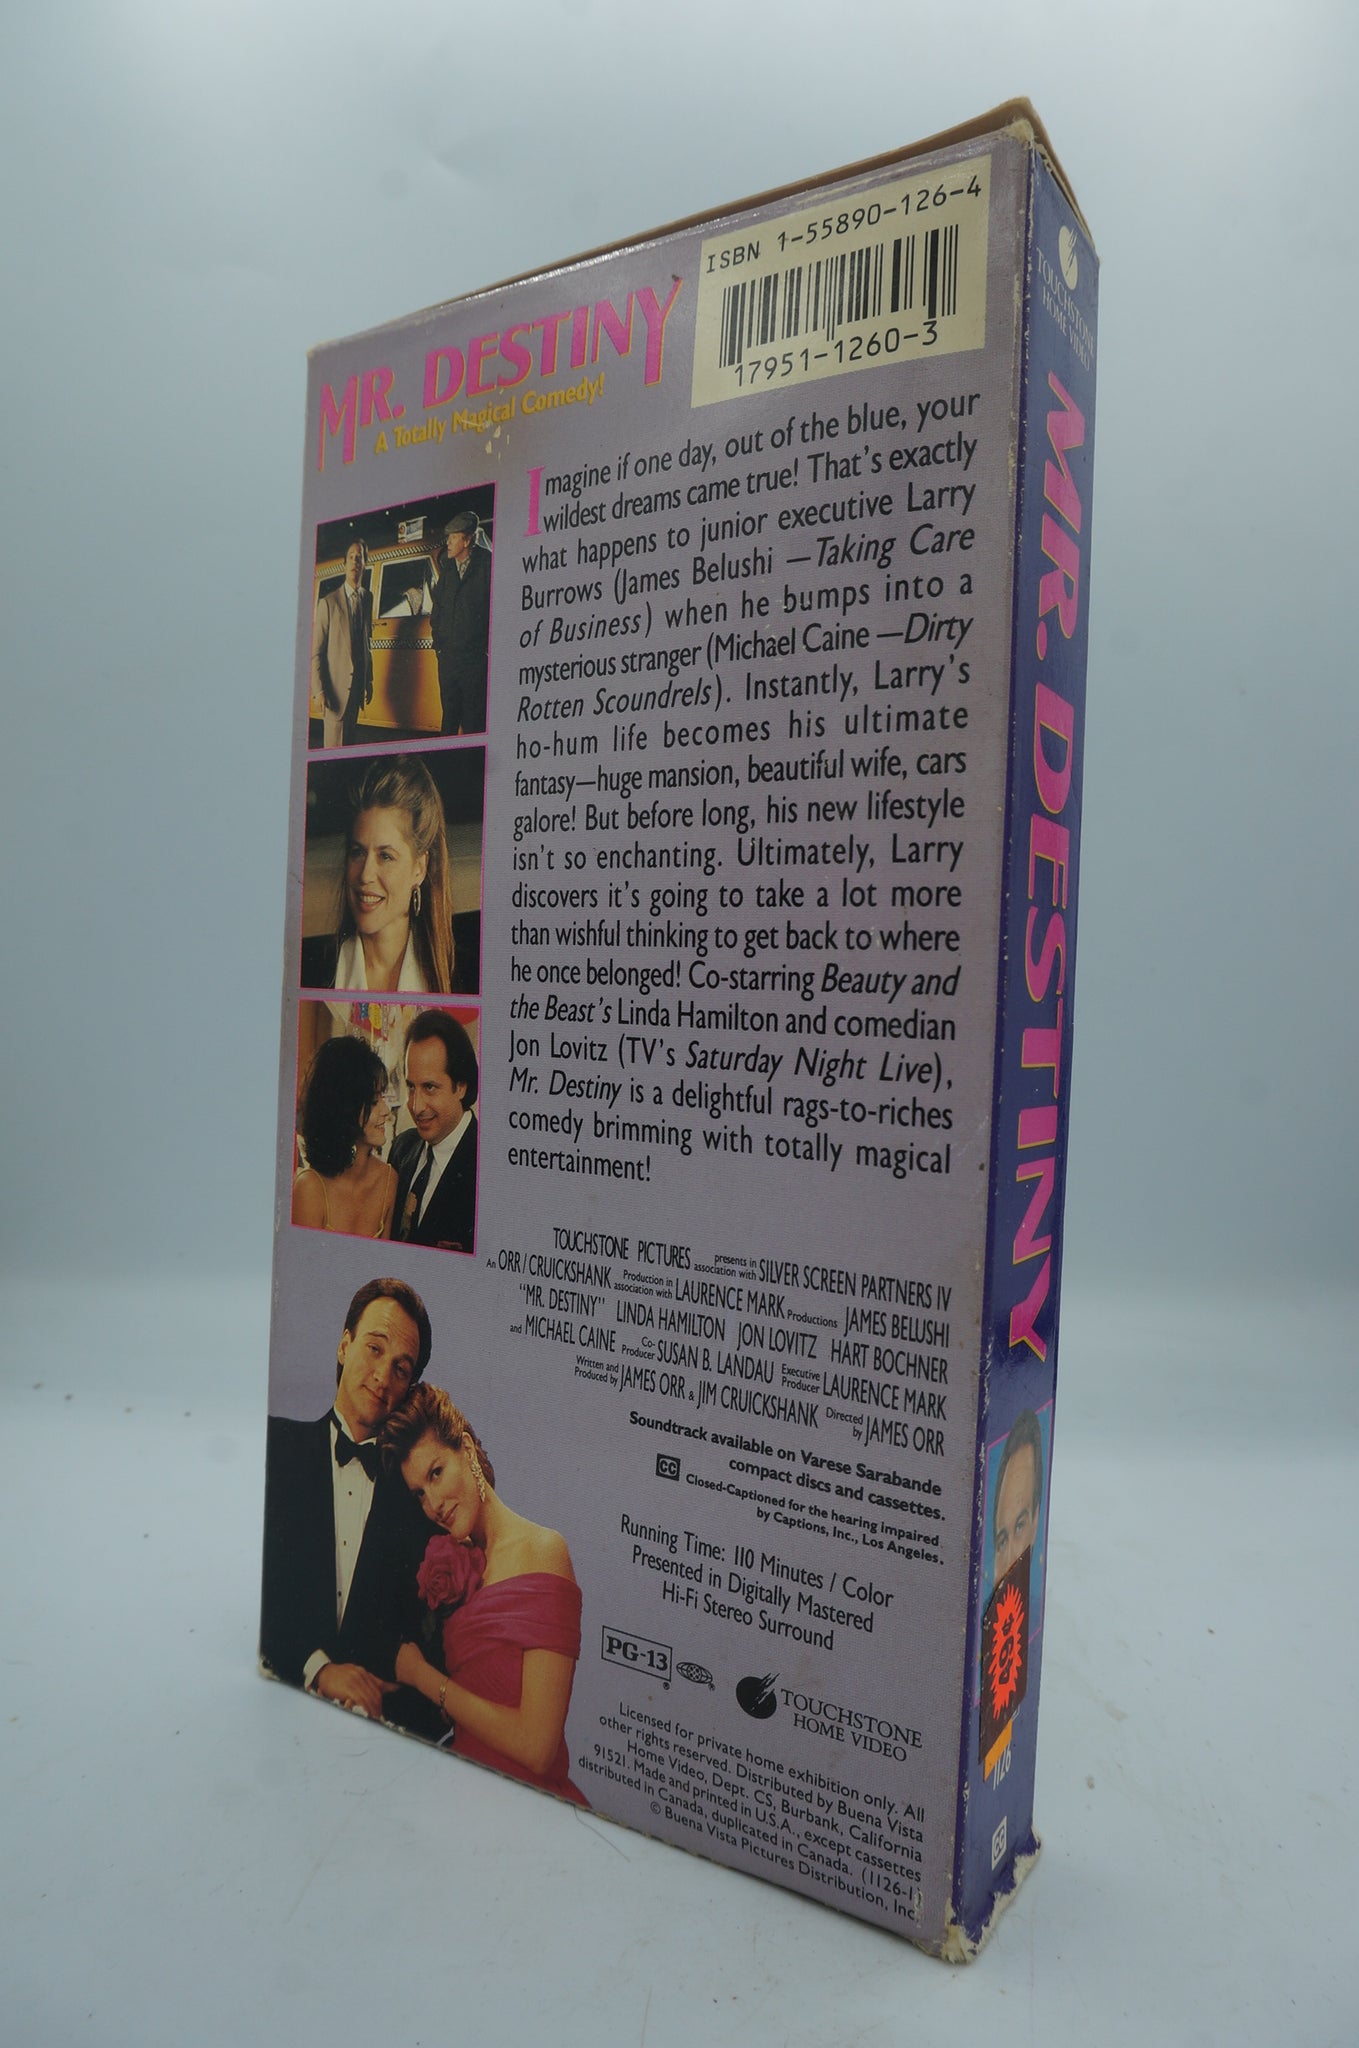 ISBN 1-55890-126-4
17951-1260-3
MR. DESTINY
A Totally Magical Comedy!
Imagine if one day, out of the blue, your
wildest dreams came true! That's exactly
what happens to junior executive Larry
Burrows (James Belushi —Taking Care
of Business) when he bumps into a
mysterious stranger (Michael Caine —Dirty
Rotten Scoundrels). Instantly, Larry's
ho-hum life becomes his ultimate
fantasy—huge mansion, beautiful wife, cars
galore! But before long, his new lifestyle
isn't so enchanting. Ultimately, Larry
discovers it's going to take a lot more
than wishful thinking to get back to where
he once belonged! Co-starring Beauty and
the Beast's Linda Hamilton and comedian
Jon Lovitz (TV's Saturday Night Live),
Mr. Destiny is a delightful rags-to-riches
comedy brimming with totally magical
entertainment!
TOUCHSTONE PICTURES presents in association with SILVER SCREEN PARTNERS IV
An ORR/CRUICKSHANK Production in association with LAURENCE MARK Productions JAMES BELUSHI
"MR. DESTINY" LINDA HAMILTON JON LOVITZ HART BOCHNER
and MICHAEL CAINE Co-Producer SUSAN B. LANDAU Executive Producer LAURENCE MARK
Written and Produced by JAMES ORR & JIM CRUICKSHANK Directed by JAMES ORR
Soundtrack available on Varese Sarabande
compact discs and cassettes.
CC Closed-Captioned for the hearing impaired
by Captions, Inc., Los Angeles.
Running Time: 110 Minutes / Color
Presented in Digitally Mastered
Hi-Fi Stereo Surround
PG-13
TOUCHSTONE
HOME VIDEO
Licensed for private home exhibition only. All
other rights reserved. Distributed by Buena Vista
Home Video, Dept. CS, Burbank, California
91521. Made and printed in U.S.A., except cassettes
distributed in Canada, duplicated in Canada. (1126-1)
© Buena Vista Pictures Distribution, Inc.
TOUCHSTONE
HOME VIDEO
MR. DESTINY
1126
CC